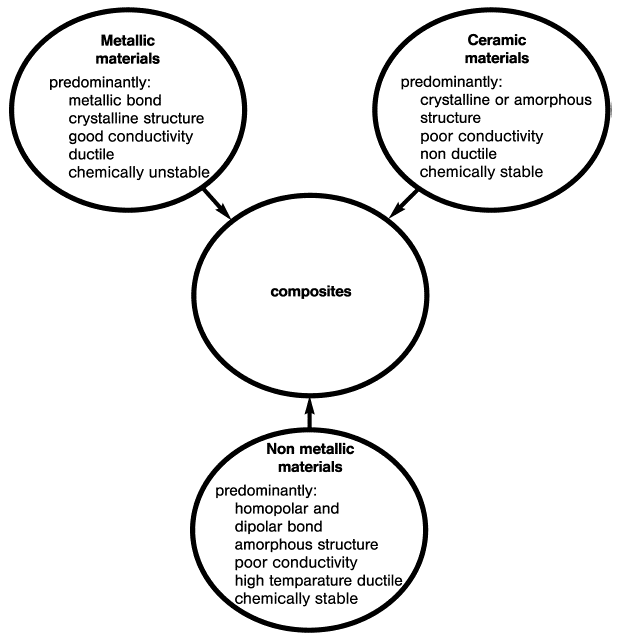 Metallic
materials
predominantly:
metallic bond
crystalline structure
good conductivity
ductile
chemically unstable
Ceramic
materials
predominantly:
crystalline or amorphous
structure
poor conductivity
non ductile
chemically stable
composites
Non metallic
materials
predominantly:
homopolar and
dipolar bond
amorphous structure
poor conductivity
high temparature ductile
chemically stable